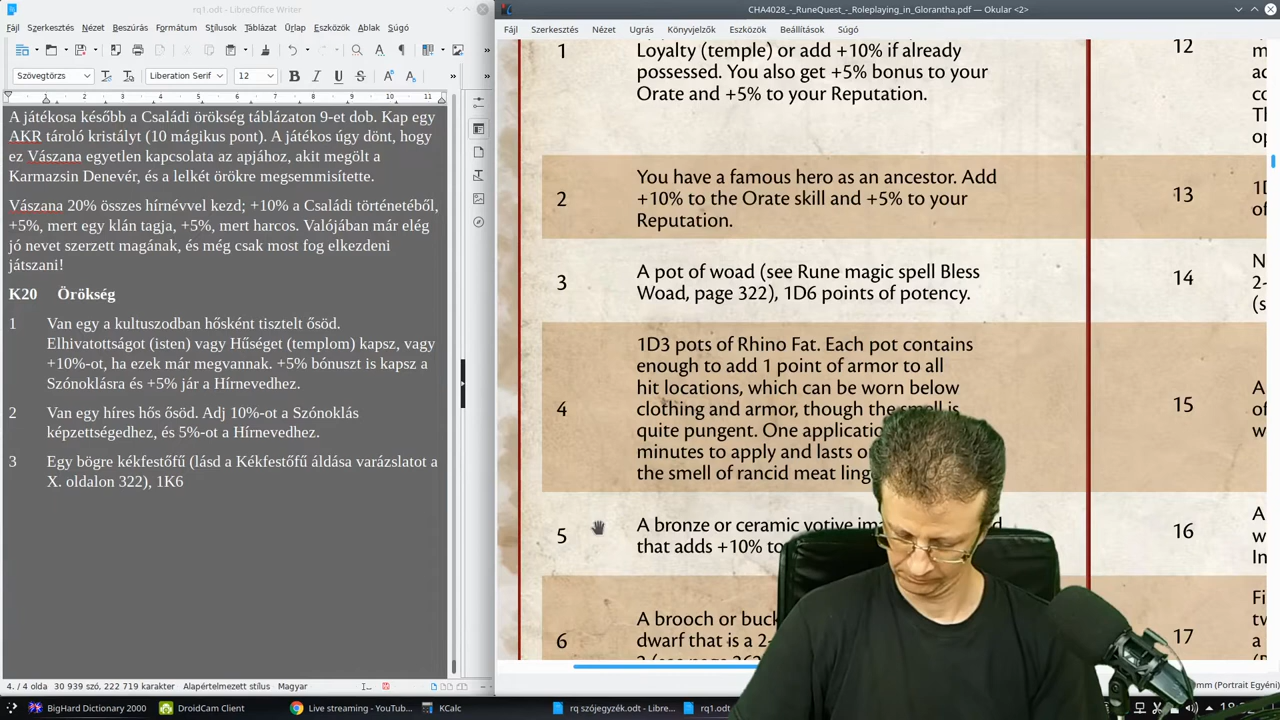 rq1.odt - LibreOffice Writer
Fájl Szerkesztés Nézet Beszúrás Formátum Stílusok Táblázat Űrlap Eszközök Ablak Súgó
Szövegtörzs
Liberation Serif
12
1 2 3 4 5 6 7 8 9 10 11
A játékosa később a Családi örökség táblázaton 9-et dob. Kap egy
AKR tároló kristályt (10 mágikus pont). A játékos úgy dönt, hogy
ez Vászana egyetlen kapcsolata az apjához, akit megölt a
Karmazsin Denevér, és a lelkét örökre megsemmisítette.
Vászana 20% összes hírnévvel kezd; +10% a Családi történetéből,
+5%, mert egy klán tagja, +5%, mert harcos. Valójában már elég
jó nevet szerzett magának, és még csak most fog elkezdeni
játszani!
K20 Örökség
1 Van egy a kultuszodban hősként tisztelt ősöd.
Elhivatottságot (isten) vagy Hűséget (templom) kapsz, vagy
+10%-ot, ha ezek már megvannak. +5% bónuszt is kapsz a
Szónoklásra és +5% jár a Hírnevedhez.
2 Van egy híres hős ősöd. Adj 10%-ot a Szónoklás
képzettségedhez, és 5%-ot a Hírnevedhez.
3 Egy bögre kékfestőfű (lásd a Kékfestőfű áldása varázslatot a
X. oldalon 322), 1K6
4. / 4 oldal 30 939 szó, 222 719 karakter Alapértelmezett stílus Magyar
CHA4028_-_RuneQuest_-_Roleplaying_in_Glorantha.pdf — Okular <2>
Fájl Szerkesztés Nézet Ugrás Könyvjelzők Eszközök Beállítások Súgó
1 Loyalty (temple) or add +10% if already
possessed. You also get +5% bonus to your
Orate and +5% to your Reputation.
2 You have a famous hero as an ancestor. Add
+10% to the Orate skill and +5% to your
Reputation.
3 A pot of woad (see Rune magic spell Bless
Woad, page 322), 1D6 points of potency.
4 1D3 pots of Rhino Fat. Each pot contains
enough to add 1 point of armor to all
hit locations, which can be worn below
clothing and armor, though the smell is
quite pungent. One applicatio
minutes to apply and lasts o
the smell of rancid meat ling
5 A bronze or ceramic votive
that adds +10% to
6 A brooch or buck
dwarf that is a 2-
12
13
14
15
16
17
mm (Portrait Egyéni)
BigHard Dictionary 2000 DroidCam Client Live streaming - YouTub... KCalc rq szójegyzék.odt - Libre... rq1.odt